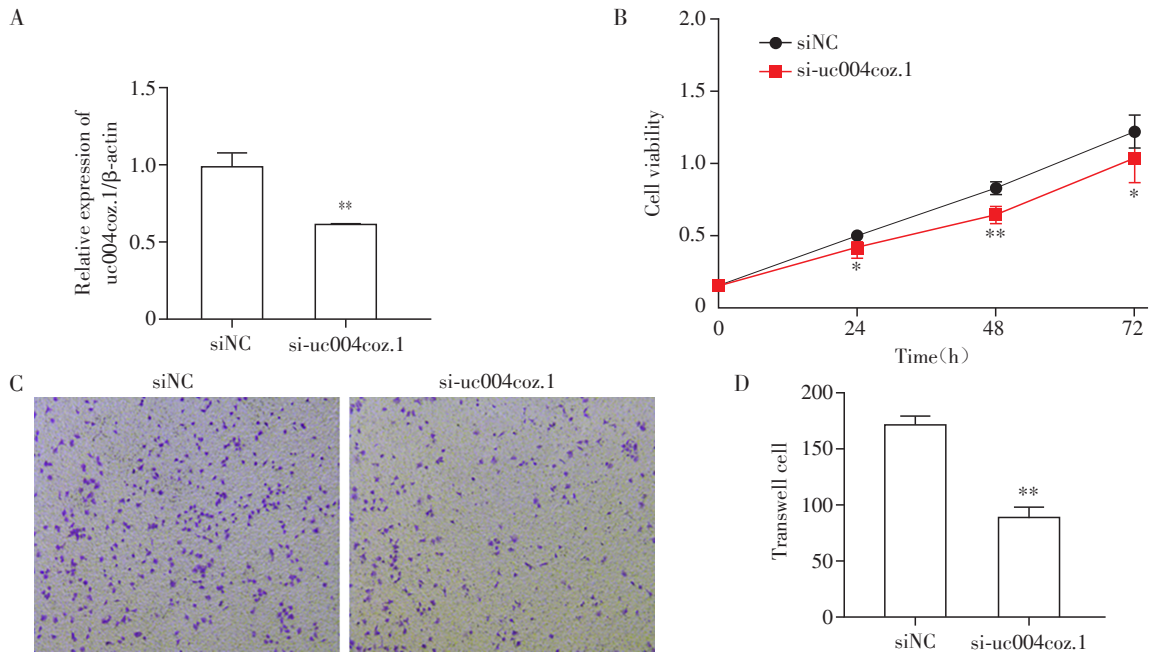 A
Relative expression of
uc004coz.1/β-actin
1.5
1.0
0.5
0
**
siNC
si-uc004coz.1
B
siNC
si-uc004coz.1
Cell viability
2.0
1.5
1.0
0.5
0
*
**
*
0
24
48
72
Time(h)
C
siNC
si-uc004coz.1
D
Transwell cell
200
150
100
50
0
**
siNC
si-uc004coz.1